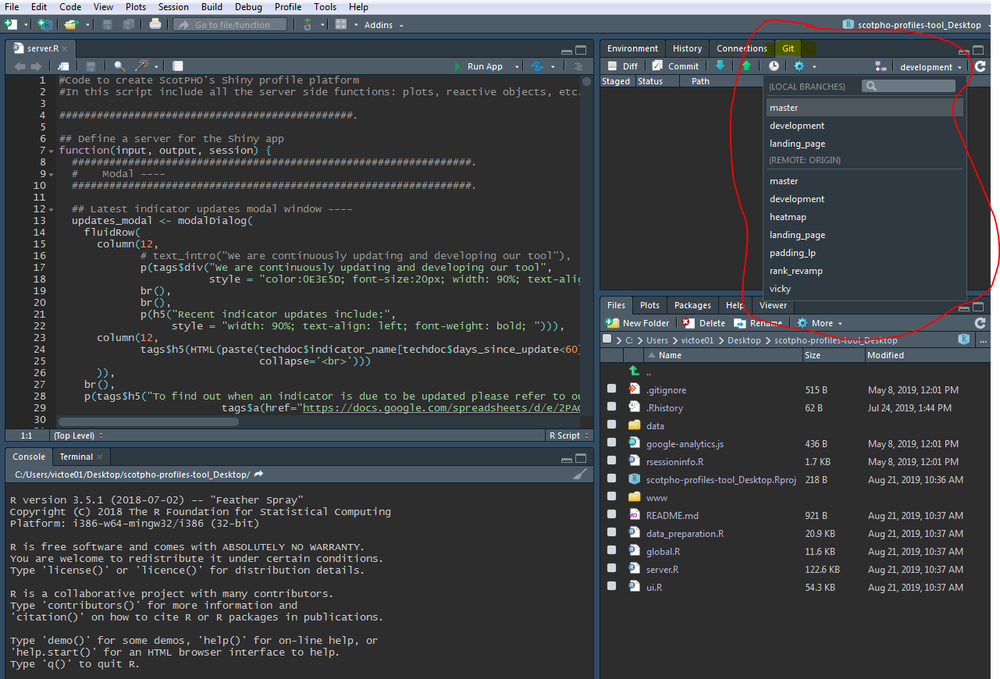 File Edit Code View Plots Session Build Debug Profile Tools Help
Go to file/function Addins scotpho-profiles-tool_Desktop
server.R
Run App
1 #Code to create ScotPHO's Shiny profile platform
2 #In this script include all the server side functions: plots, reactive objects, etc.
3
4 ###############################################.
5
6 ## Define a server for the Shiny app
7 function(input, output, session) {
8 ################################################################.
9 # Modal ----
10 ################################################################.
11
12 ## Latest indicator updates modal window ----
13 updates_modal <- modalDialog(
14 fluidRow(
15 column(12,
16 # text_intro("We are continuously updating and developing our tool"),
17 p(tags$div("We are continuously updating and developing our tool",
18 style = "color:0E3E5D; font-size:20px; width: 90%; text-alig
19 br(),
20 br(),
21 p(h5("Recent indicator updates include:",
22 style = "width: 90%; text-align: left; font-weight: bold; "))),
23 column(12,
24 tags$h5(HTML(paste(techdoc$indicator_name[techdoc$days_since_update<60]
25 collapse='<br>')))
26 )),
27 br(),
28 p(tags$h5("To find out when an indicator is due to be updated please refer to ou
29 tags$a(href="https://docs.google.com/spreadsheets/d/e/2PAC
30
1:1 (Top Level) R Script
Console Terminal
C:/Users/victoe01/Desktop/scotpho-profiles-tool_Desktop/
R version 3.5.1 (2018-07-02) -- "Feather Spray"
Copyright (C) 2018 The R Foundation for Statistical Computing
Platform: i386-w64-mingw32/i386 (32-bit)
R is free software and comes with ABSOLUTELY NO WARRANTY.
You are welcome to redistribute it under certain conditions.
Type 'license()' or 'licence()' for distribution details.
R is a collaborative project with many contributors.
Type 'contributors()' for more information and
'citation()' on how to cite R or R packages in publications.
Type 'demo()' for some demos, 'help()' for on-line help, or
'help.start()' for an HTML browser interface to help.
Type 'q()' to quit R.
Environment History Connections Git
Diff Commit development
Staged Status Path
(LOCAL BRANCHES)
master
development
landing_page
(REMOTE: ORIGIN)
master
development
heatmap
landing_page
padding_lp
rank_revamp
vicky
Files Plots Packages Help Viewer
New Folder Delete Rename More
C: Users victoe01 Desktop scotpho-profiles-tool_Desktop ...
Name Size Modified
..
.gitignore 515 B May 8, 2019, 12:01 PM
.Rhistory 62 B Jul 24, 2019, 1:44 PM
data
google-analytics.js 436 B May 8, 2019, 12:01 PM
rsessioninfo.R 1.7 KB May 8, 2019, 12:01 PM
scotpho-profiles-tool_Desktop.Rproj 218 B Aug 21, 2019, 10:36 AM
www
README.md 921 B Aug 21, 2019, 10:37 AM
data_preparation.R 20.9 KB Aug 21, 2019, 10:37 AM
global.R 11.6 KB Aug 21, 2019, 10:37 AM
server.R 122.6 KB Aug 21, 2019, 10:37 AM
ui.R 54.3 KB Aug 21, 2019, 10:37 AM